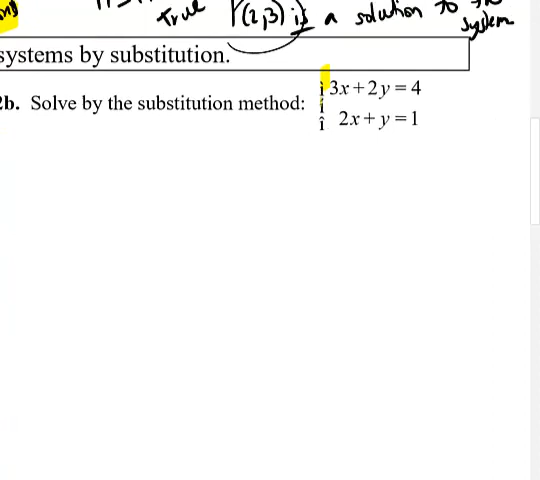 True (2,3) is a solution to the
system
systems by substitution.
2b. Solve by the substitution method: 3x+2y=4
2x+y=1